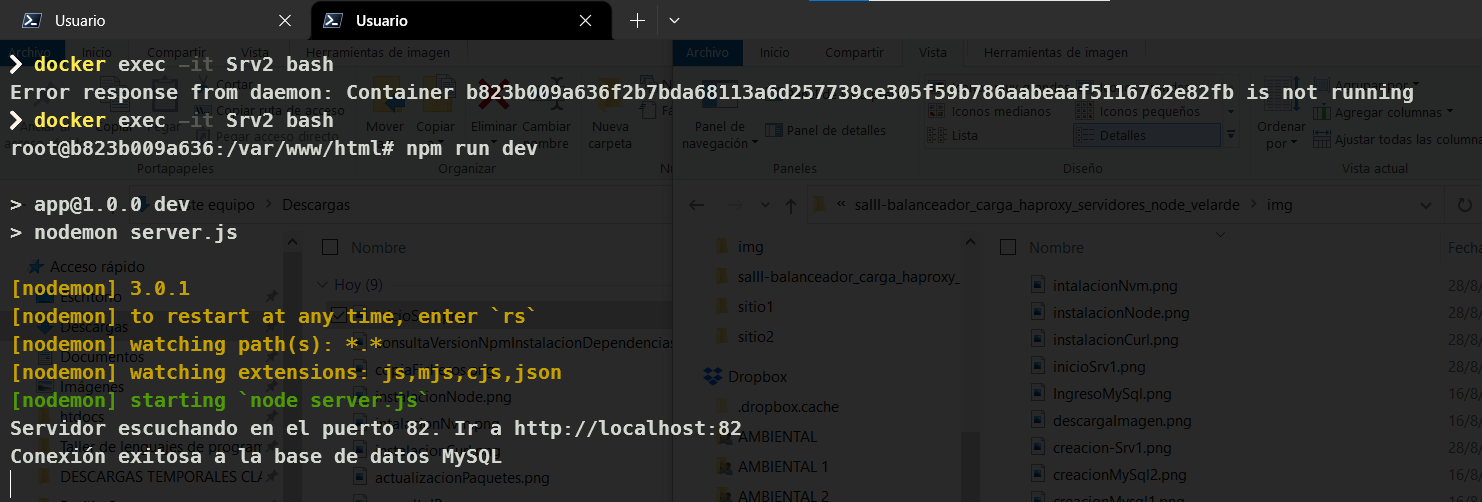 Usuario
Usuario
docker exec -it Srv2 bash
Error response from daemon: Container b823b009a636f2b7bda68113a6d257739ce305f59b786aabeaaf5116762e82fb is not running
docker exec -it Srv2 bash
root@b823b009a636:/var/www/html# npm run dev
> app@1.0.0 dev
> nodemon server.js
[nodemon] 3.0.1
[nodemon] to restart at any time, enter `rs`
[nodemon] watching path(s): *.*
[nodemon] watching extensions: js,mjs,cjs,json
[nodemon] starting `node server.js`
Servidor escuchando en el puerto 82. Ir a http://localhost:82
Conexión exitosa a la base de datos MySQL
Archivo Inicio Compartir Vista Herramientas de imagen
Cortar
Copiar ruta de acceso
Pegar acceso directo
Mover Copiar Eliminar Cambiar nombre
Nueva carpeta
Portapapeles
equipo > Descargas
Nombre
Acceso rápido
Hoy (9)
Escritorio
Descargas
Documentos
Imágenes
htdocs
Taller de lenguajes de program
DESCARGAS TEMPORALES CLA
consultaVersionNpmInstalacionDependencias
actualizacionPaquetes.png
Archivo Inicio Compartir Vista Herramientas de imagen
Panel de navegación
Panel de detalles
Paneles
Iconos medianos
Iconos pequeños
Lista
Detalles
Diseño
Ordenar por
Agregar columnas
Ajustar todas las columna
Vista actual
« salll-balanceador_carga_haproxy_servidores_node_velarde > img
img
salll-balanceador_carga_haproxy_
sitio1
sitio2
Dropbox
.dropbox.cache
AMBIENTAL
AMBIENTAL 1
AMBIENTAL 2
Nombre
Fecha
intalacionNvm.png 28/8/
instalacionNode.png 28/8/
instalacionCurl.png 28/8/
inicioSrv1.png 28/8/
IngresoMySql.png 16/8/
descargaImagen.png 16/8/
creacion-Srv1.png 28/8/
creacionMySql2.png 16/8/
creacionMysql1.png 16/8/